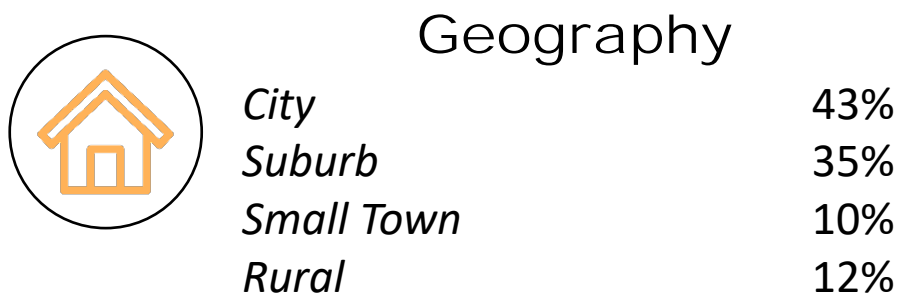 Geography
City 43%
Suburb 35%
Small Town 10%
Rural 12%